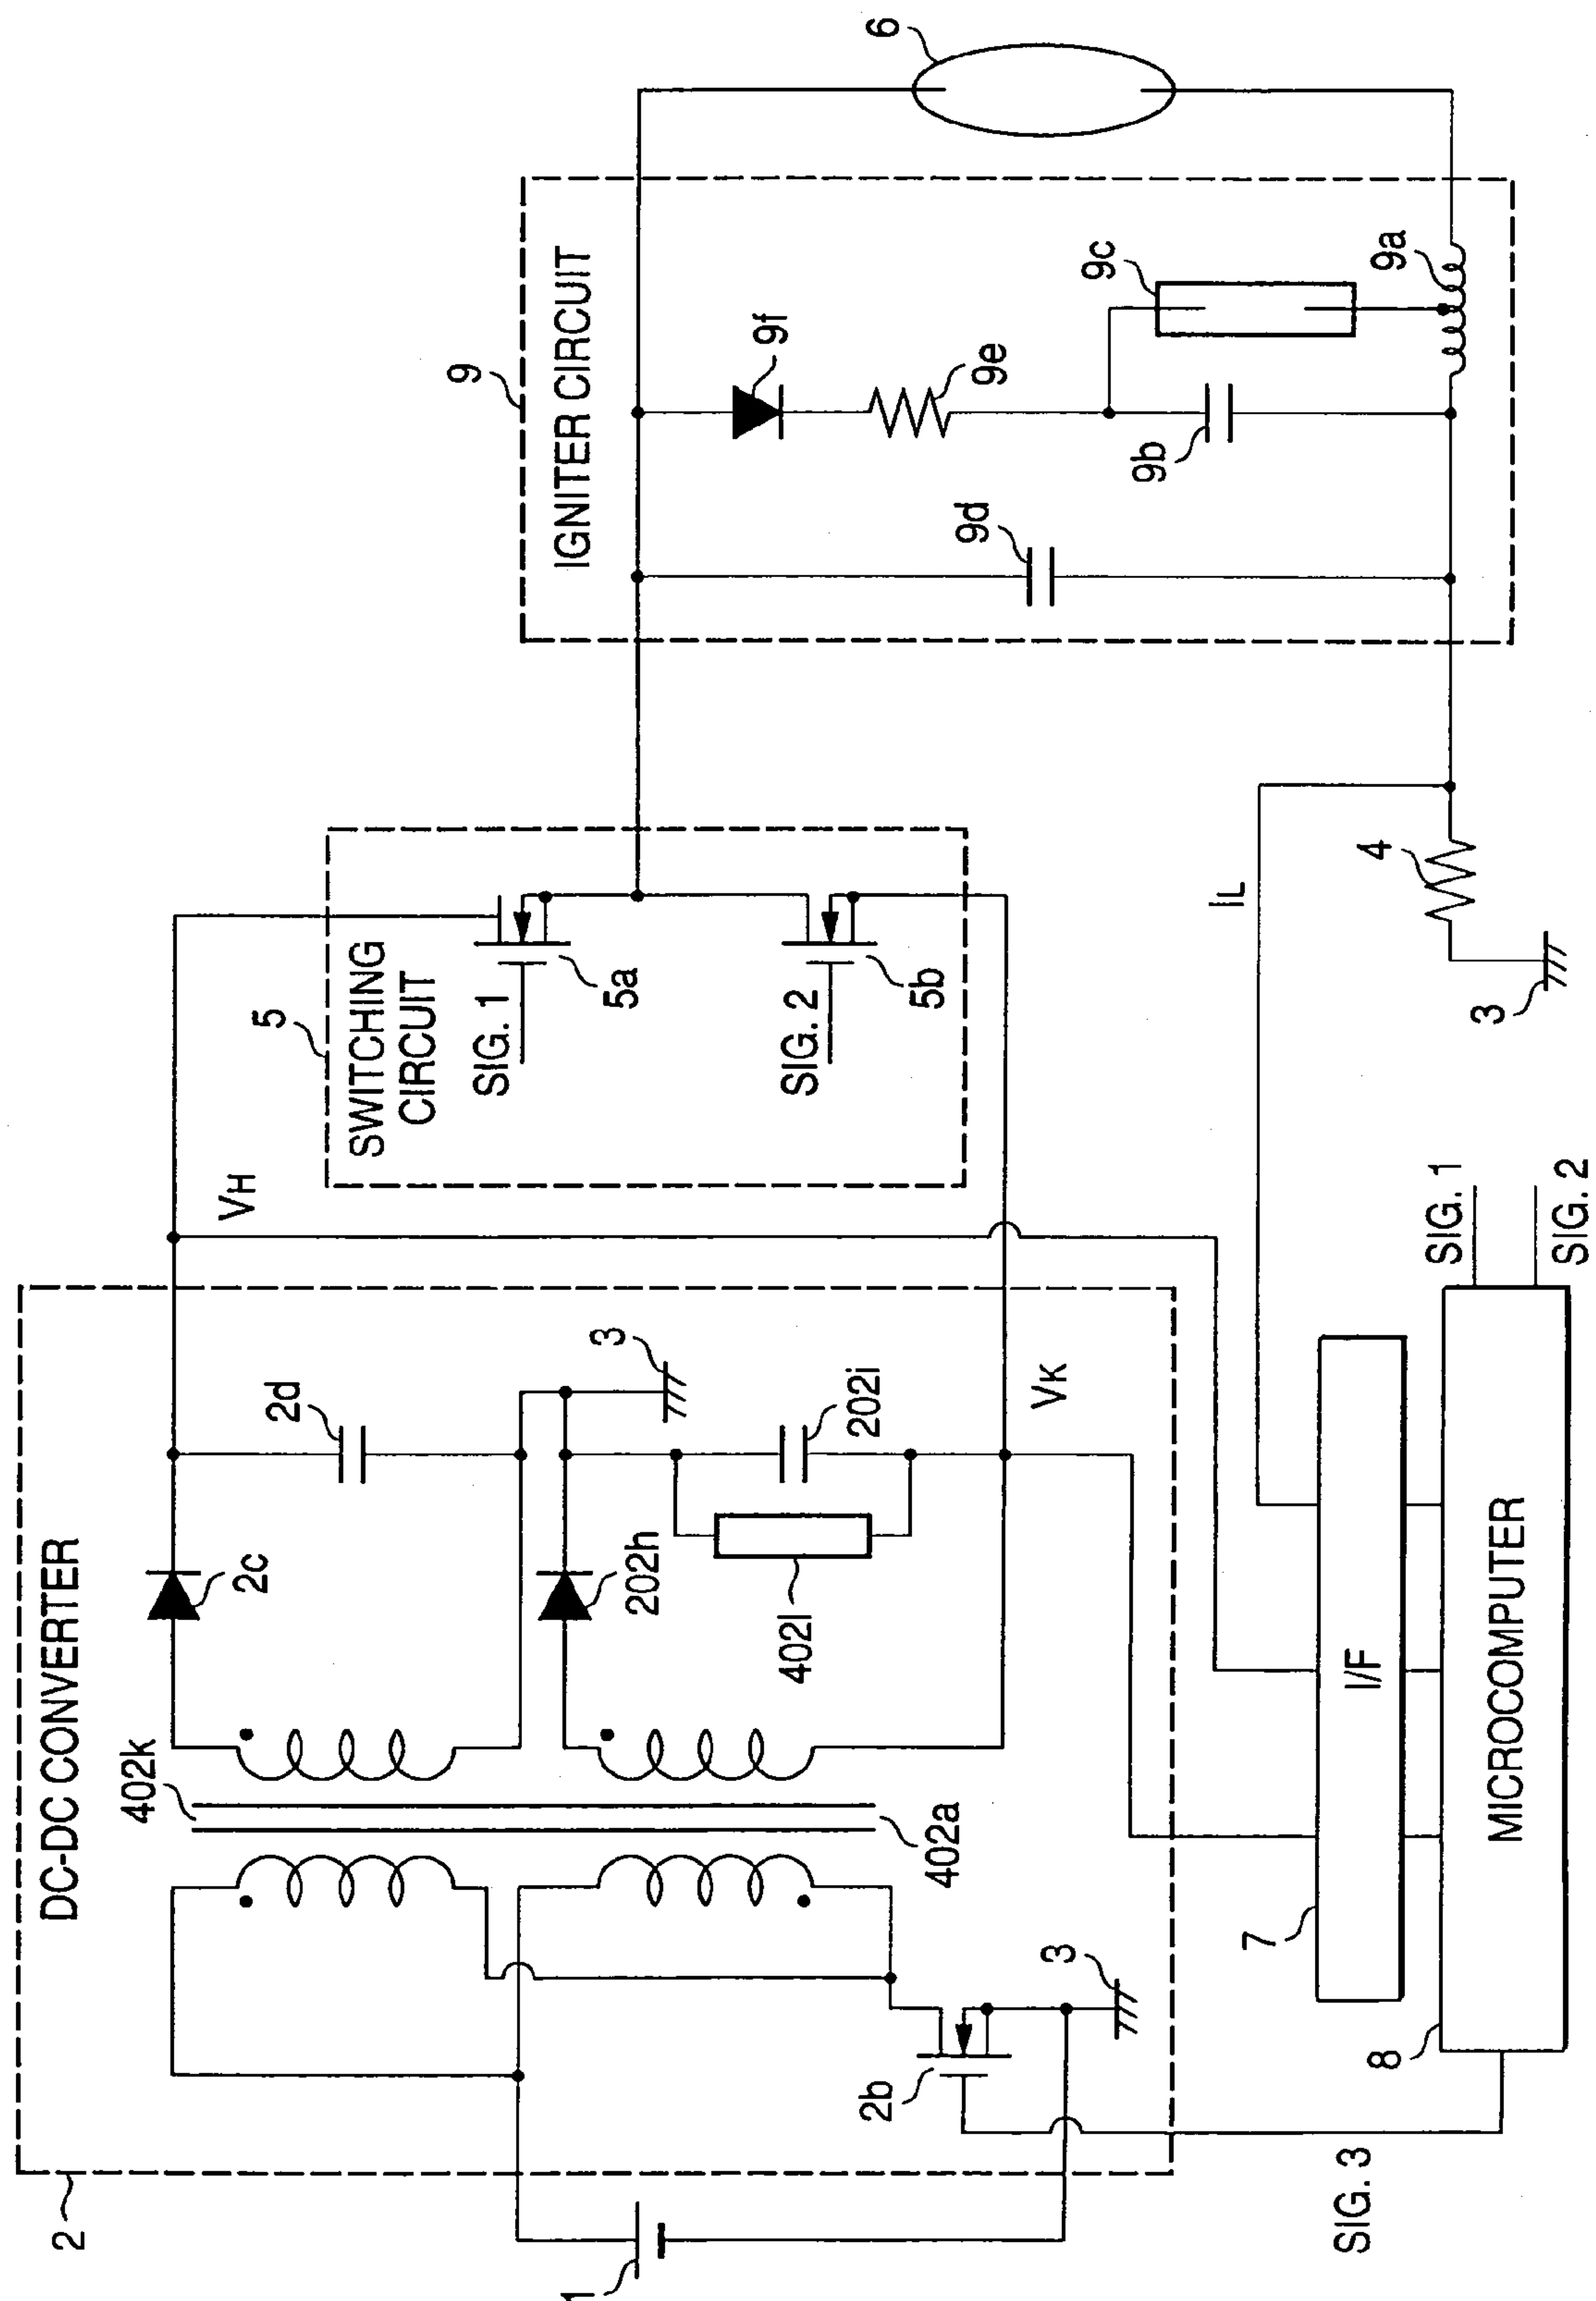 2
DC-DC CONVERTER
402k
2c
2d
VH
3
202h
202i
402l
402a
VK
1
2b
3
SIG. 3
5
SWITCHING
CIRCUIT
SIG. 1
5a
SIG. 2
5b
9
IGNITER CIRCUIT
9f
9e
9d
9b
9c
9a
6
IL
4
3
7
I/F
8
MICROCOMPUTER
SIG. 1
SIG. 2